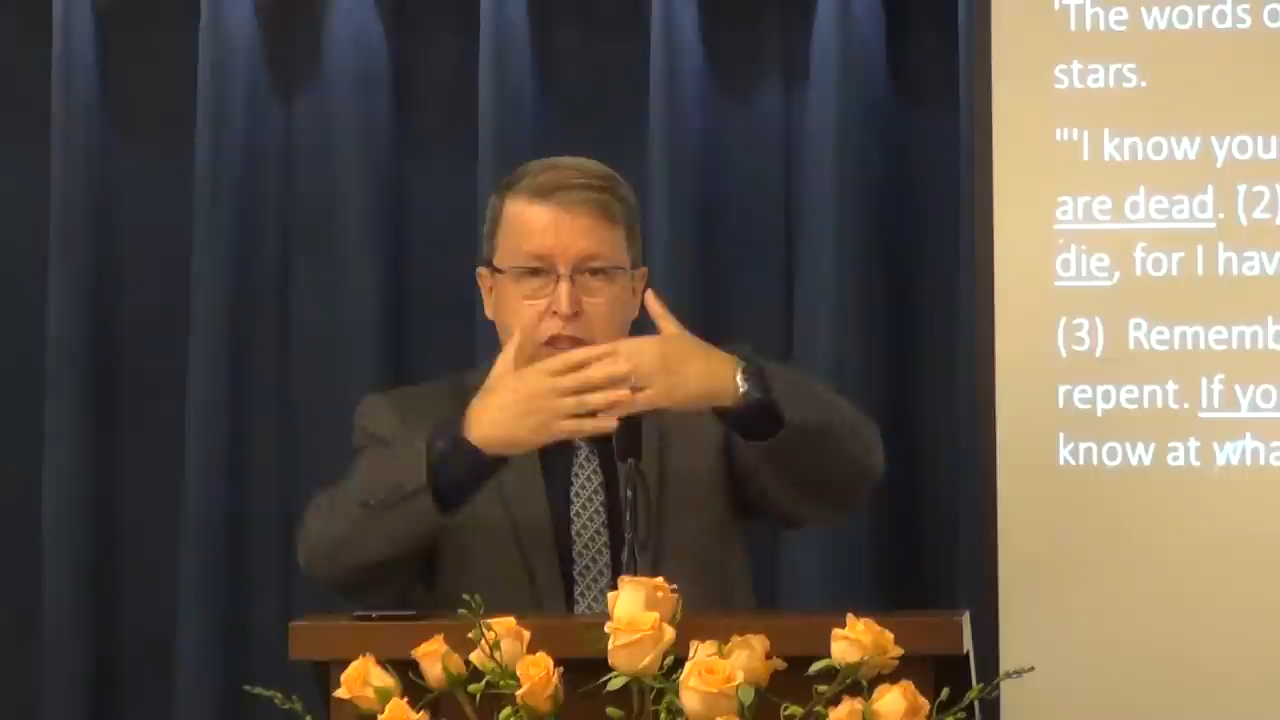 'The words o
stars.
"'I know you
are dead. (2)
die, for I hav
(3) Rememb
repent. If yo
know at wha